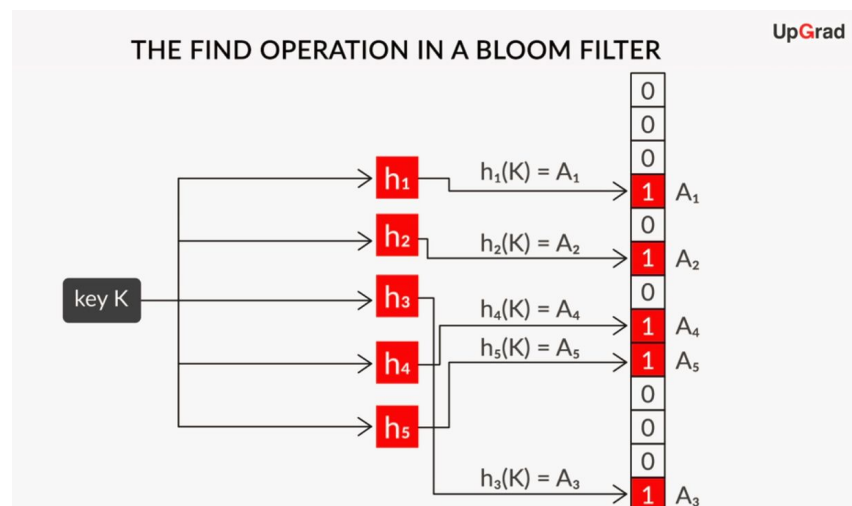 UpGrad
THE FIND OPERATION IN A BLOOM FILTER
0
0
0
h₁
h₁(K) = A₁
1 A₁
0
h₂
h₂(K) = A₂
1 A₂
0
key K
h₃
h₄(K) = A₄
1 A₄
h₄
h₅(K) = A₅
1 A₅
0
h₅
0
0
h₃(K) = A₃
1 A₃